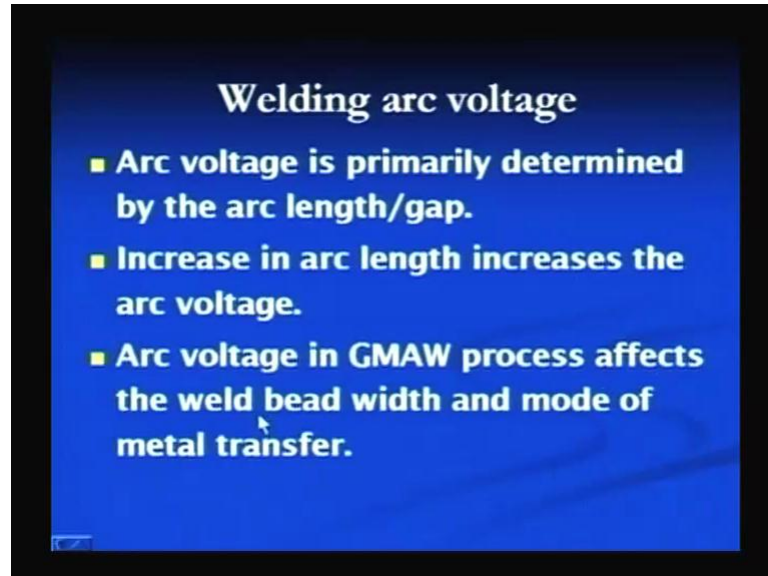 Welding arc voltage
Arc voltage is primarily determined
by the arc length/gap.
Increase in arc length increases the
arc voltage.
Arc voltage in GMAW process affects
the weld bead width and mode of
metal transfer.